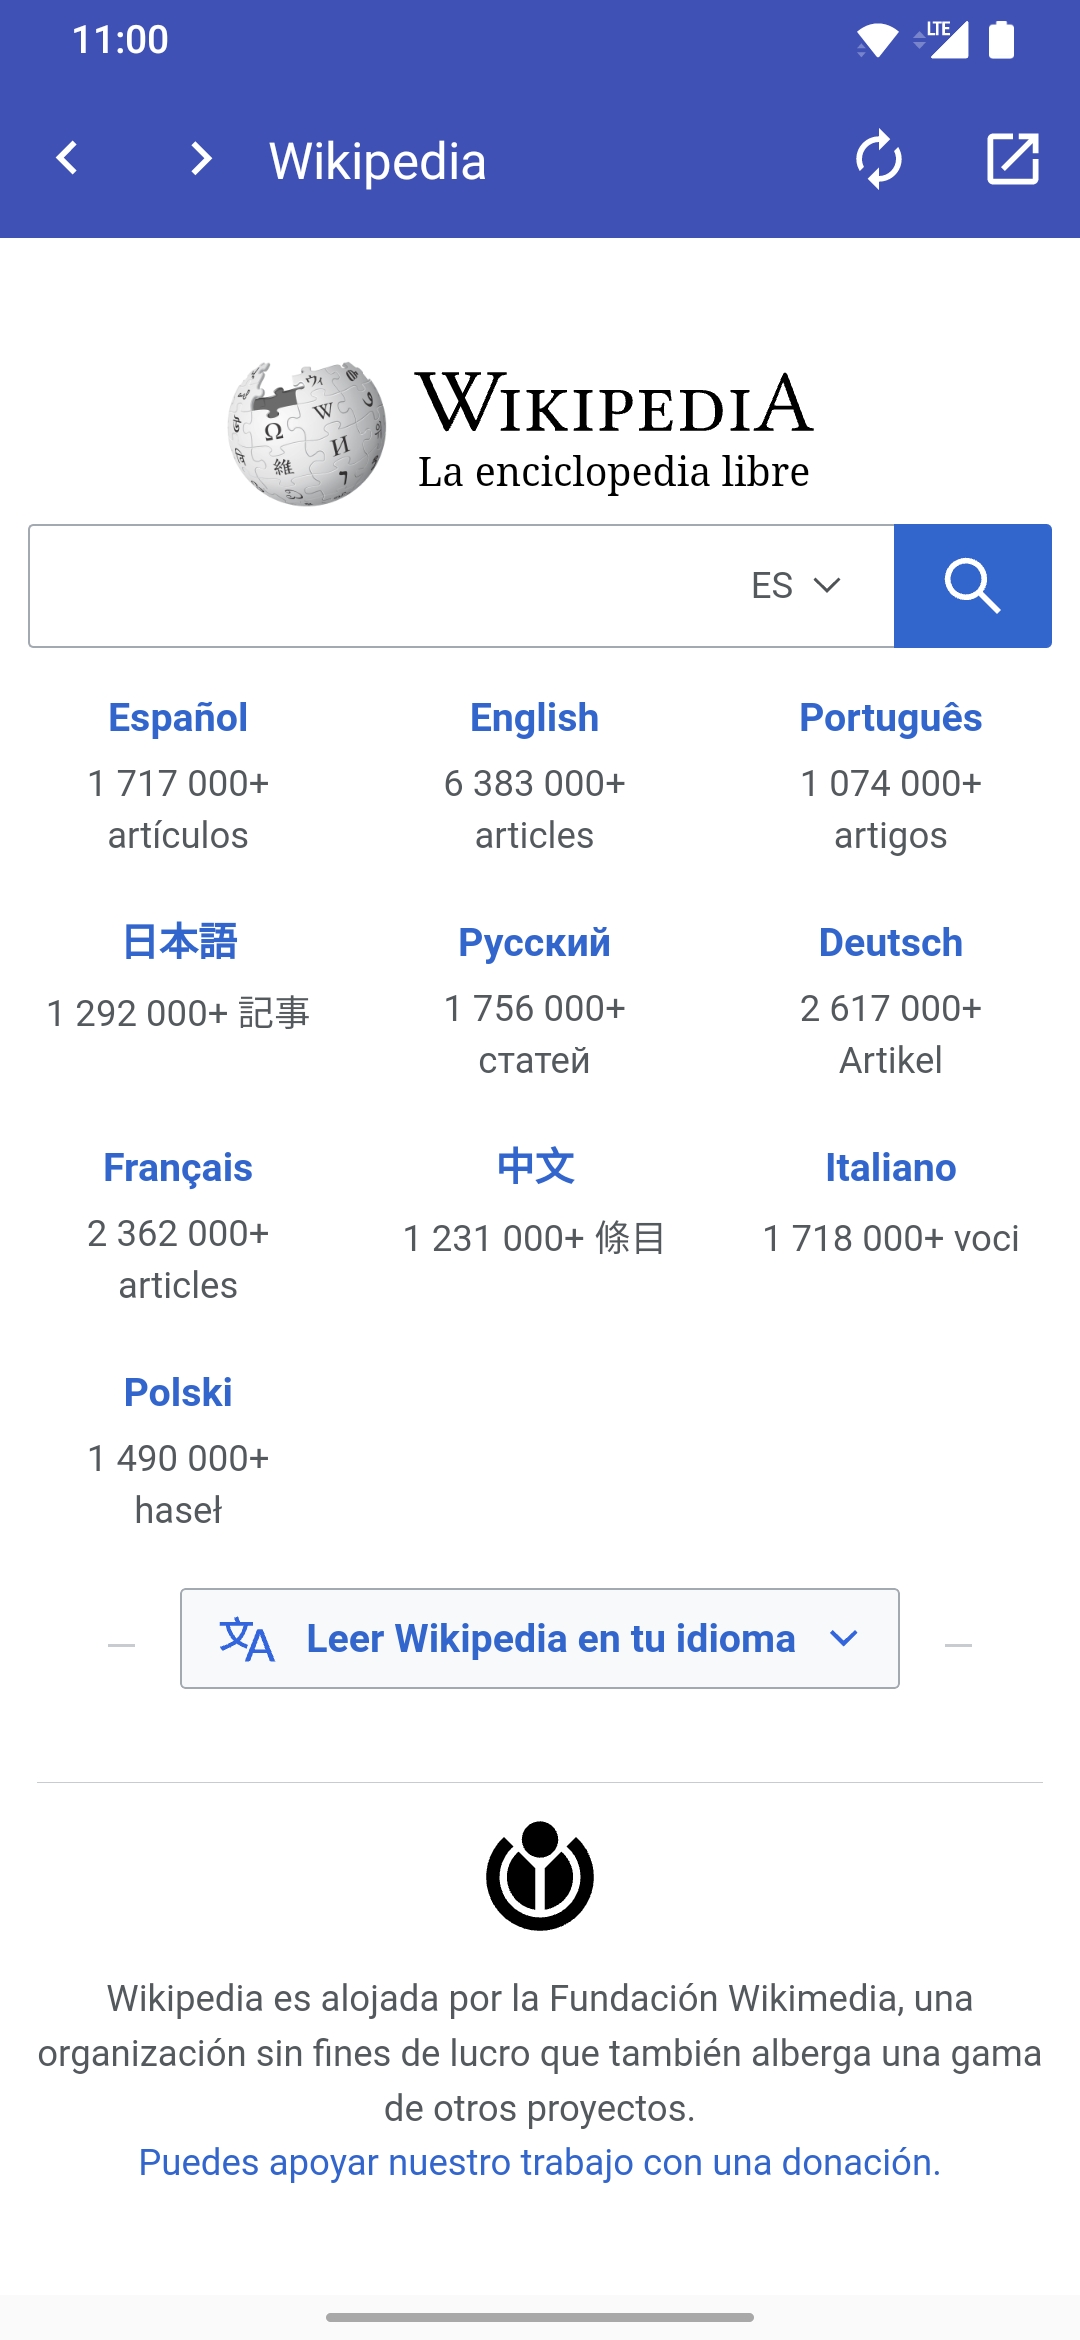 11:00
LTE
Wikipedia
WIKIPEDIA
La enciclopedia libre
ES
Español
1 717 000+
artículos
English
6 383 000+
articles
Português
1 074 000+
artigos
日本語
1 292 000+ 記事
Русский
1 756 000+
статей
Deutsch
2 617 000+
Artikel
Français
2 362 000+
articles
中文
1 231 000+ 條目
Italiano
1 718 000+ voci
Polski
1 490 000+
haseł
Leer Wikipedia en tu idioma
Wikipedia es alojada por la Fundación Wikimedia, una
organización sin fines de lucro que también alberga una gama
de otros proyectos.
Puedes apoyar nuestro trabajo con una donación.